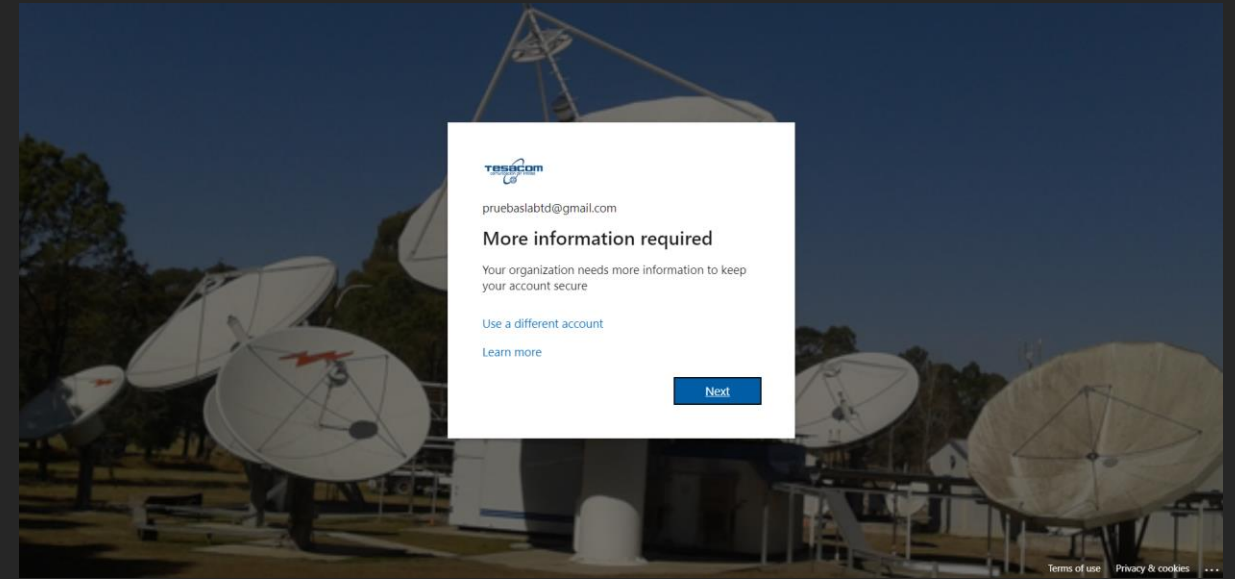 TESACOM
pruebaslabtd@gmail.com
More information required
Your organization needs more information to keep
your account secure
Use a different account
Learn more
Next
Terms of use Privacy & cookies ...